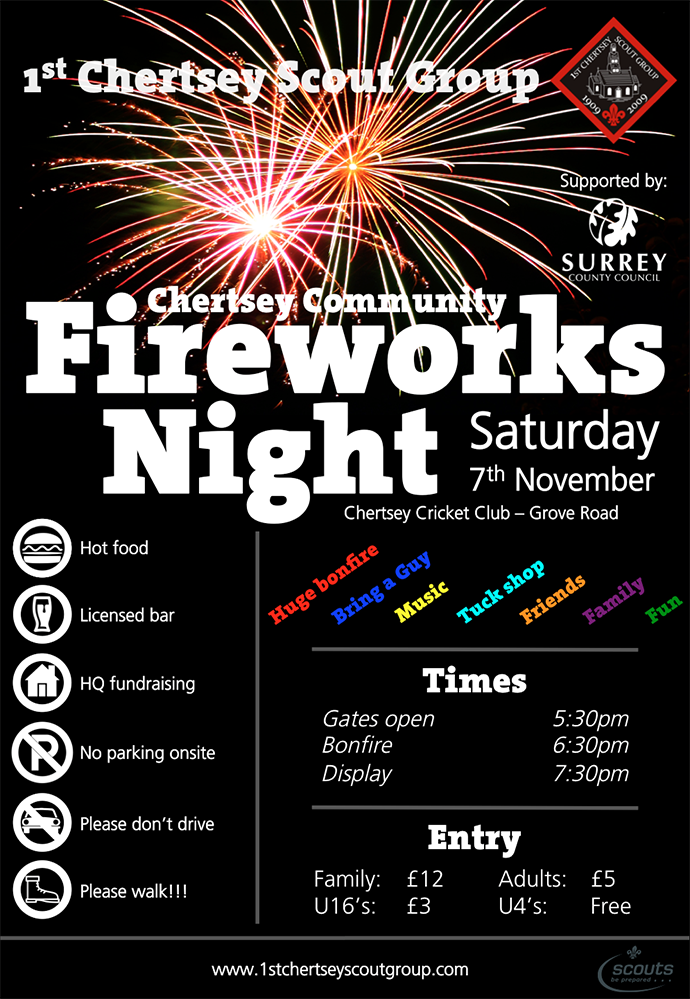 1st Chertsey Scout Group
1ST CHERTSEY SCOUT GROUP
1909 2009
Supported by:
SURREY
COUNTY COUNCIL
Chertsey Community
Fireworks
Night
Saturday
7th November
Chertsey Cricket Club – Grove Road
Hot food
Licensed bar
HQ fundraising
No parking onsite
Please don't drive
Please walk!!!
Huge bonfire
Bring a Guy
Music
Tuck shop
Friends
Family
Fun
Times
Gates open 5:30pm
Bonfire 6:30pm
Display 7:30pm
Entry
Family: £12 Adults: £5
U16's: £3 U4's: Free
www.1stchertseyscoutgroup.com
scouts
be prepared . . .